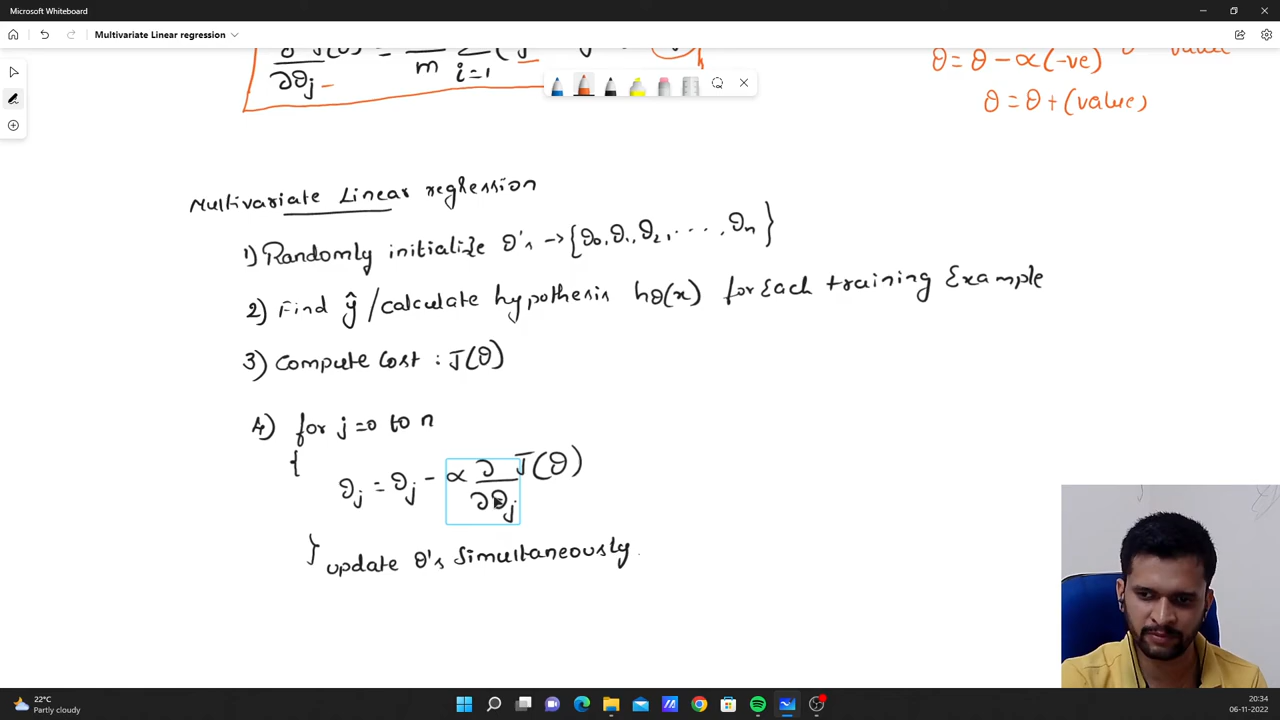 Microsoft Whiteboard
Multivariate Linear regression
∂θj = m Σ i=1
θ = θ - α(-ve)
θ = θ + (value)
Multivariate Linear regression
1) Randomly initialize θ's → {θ0, θ1, θ2, ...., θn}
2) Find ŷ / calculate hypothesis hθ(x) for Each training Example
3) Compute Cost : J(θ)
4) for j=0 to n
{
θj = θj - α ∂/∂θj J(θ)
} update θ's Simultaneously.
22°C
Partly cloudy
20:34
06-11-2022